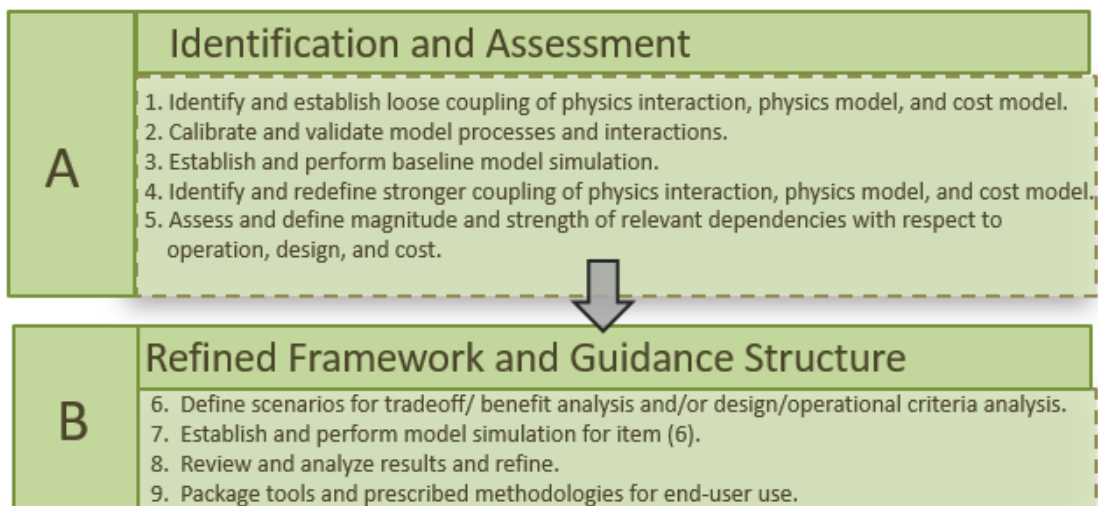 A
Identification and Assessment
1. Identify and establish loose coupling of physics interaction, physics model, and cost model.
2. Calibrate and validate model processes and interactions.
3. Establish and perform baseline model simulation.
4. Identify and redefine stronger coupling of physics interaction, physics model, and cost model.
5. Assess and define magnitude and strength of relevant dependencies with respect to
operation, design, and cost.
B
Refined Framework and Guidance Structure
6. Define scenarios for tradeoff/ benefit analysis and/or design/operational criteria analysis.
7. Establish and perform model simulation for item (6).
8. Review and analyze results and refine.
9. Package tools and prescribed methodologies for end-user use.